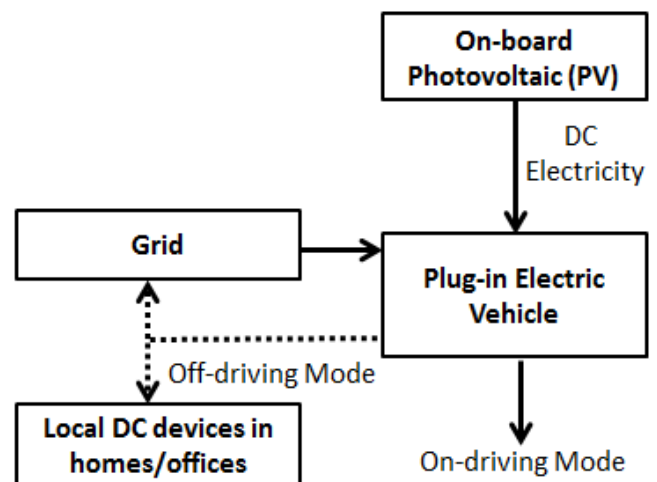 On-board
Photovoltaic (PV)
DC
Electricity
Grid
Plug-in Electric
Vehicle
Off-driving Mode
Local DC devices in
homes/offices
On-driving Mode